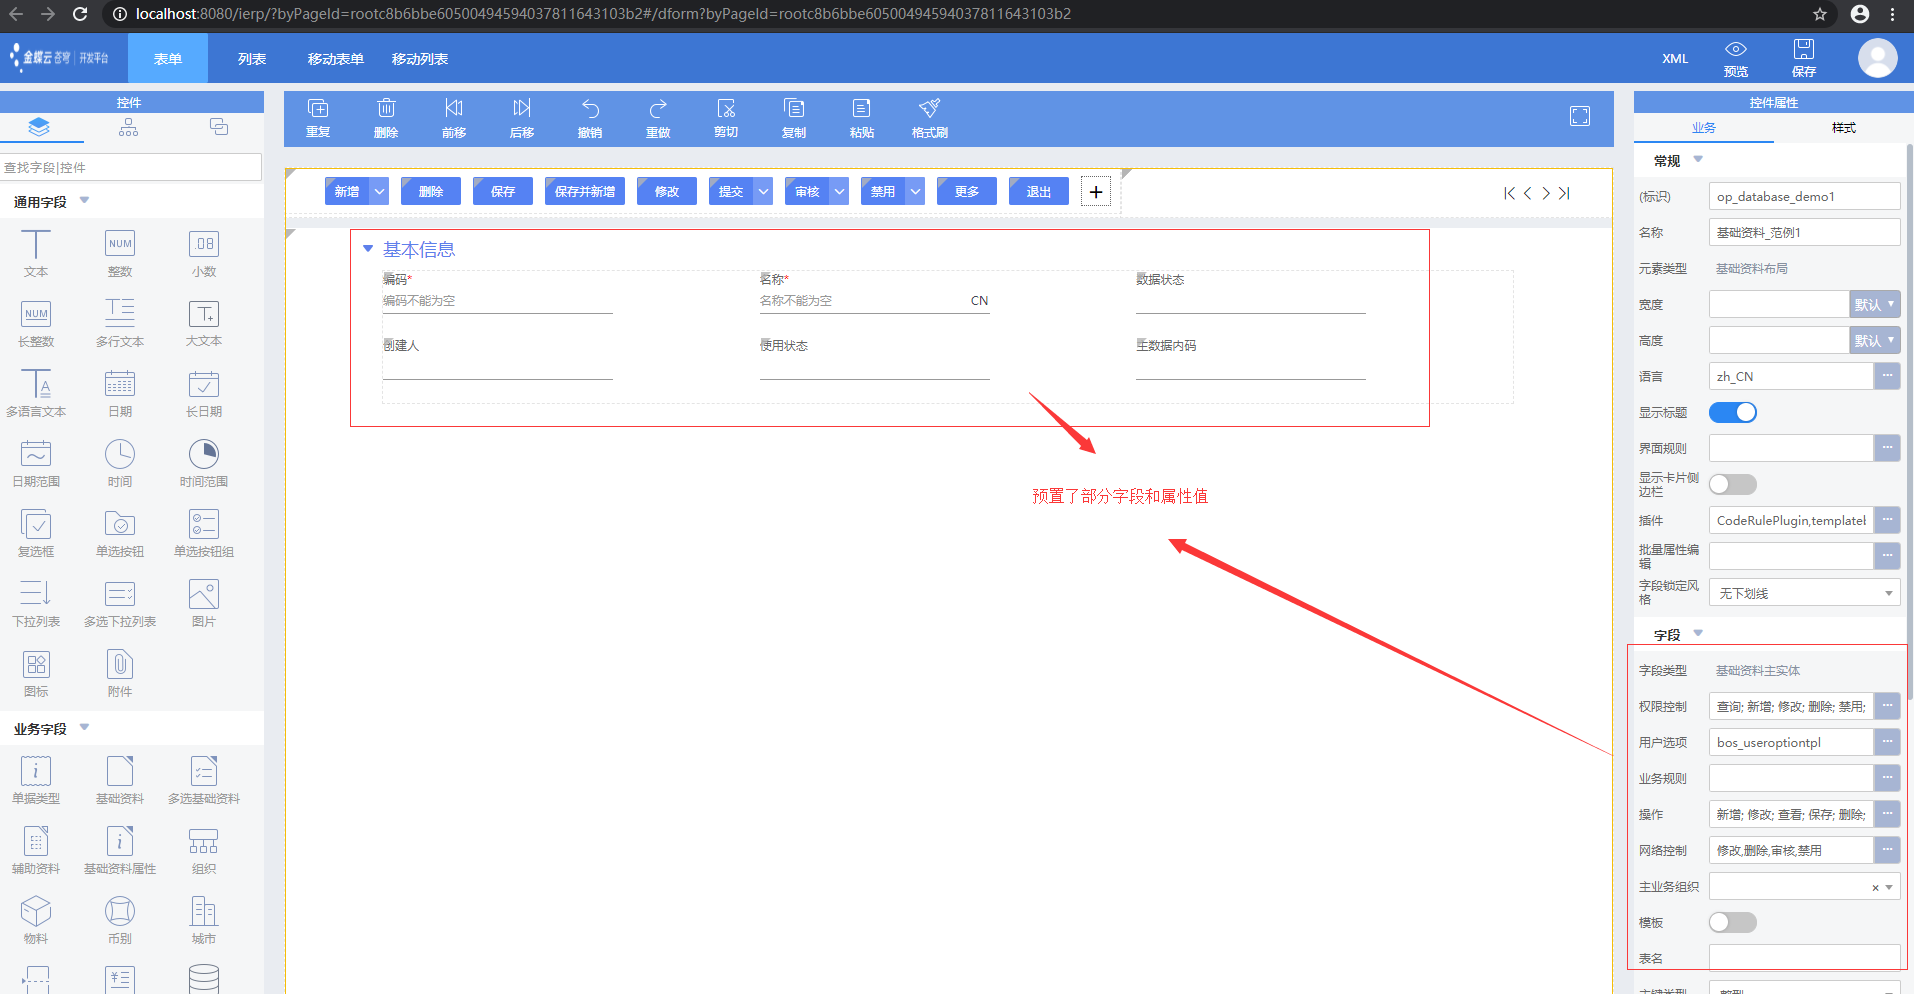 localhost:8080/ierp/?byPageId=rootc8b6bbe60500494594037811643103b2#/dform?byPageId=rootc8b6bbe60500494594037811643103b2
金蝶云 苍穹 | 开发平台
表单 列表 移动表单 移动列表
XML 预览 保存
控件
查找字段|控件
通用字段
文本 整数 小数
长整数 多行文本 大文本
多语言文本 日期 长日期
日期范围 时间 时间范围
复选框 单选按钮 单选按钮组
下拉列表 多选下拉列表 图片
图标 附件
业务字段
单据类型 基础资料 多选基础资料
辅助资料 基础资料属性 组织
物料 币别 城市
NUM
.08
NUM
重复 删除 前移 后移 撤销 重做 剪切 复制 粘贴 格式刷
新增 删除 保存 保存并新增 修改 提交 审核 禁用 更多 退出
基本信息
编码* 名称* 数据状态
编码不能为空 名称不能为空 CN
创建人 使用状态 主数据内码
预置了部分字段和属性值
控件属性
业务 样式
常规
(标识) op_database_demo1
名称 基础资料_范例1
元素类型 基础资料布局
宽度 默认
高度 默认
语言 zh_CN
显示标题
界面规则
显示卡片侧边栏
插件 CodeRulePlugin,templatel
批量属性编辑
字段锁定风格 无下划线
字段
字段类型 基础资料主实体
权限控制 查询; 新增; 修改; 删除; 禁用;
用户选项 bos_useroptiontpl
业务规则
操作 新增; 修改; 查看; 保存; 删除;
网络控制 修改,删除,审核,禁用
主业务组织
模板
表名
主键类型 整型